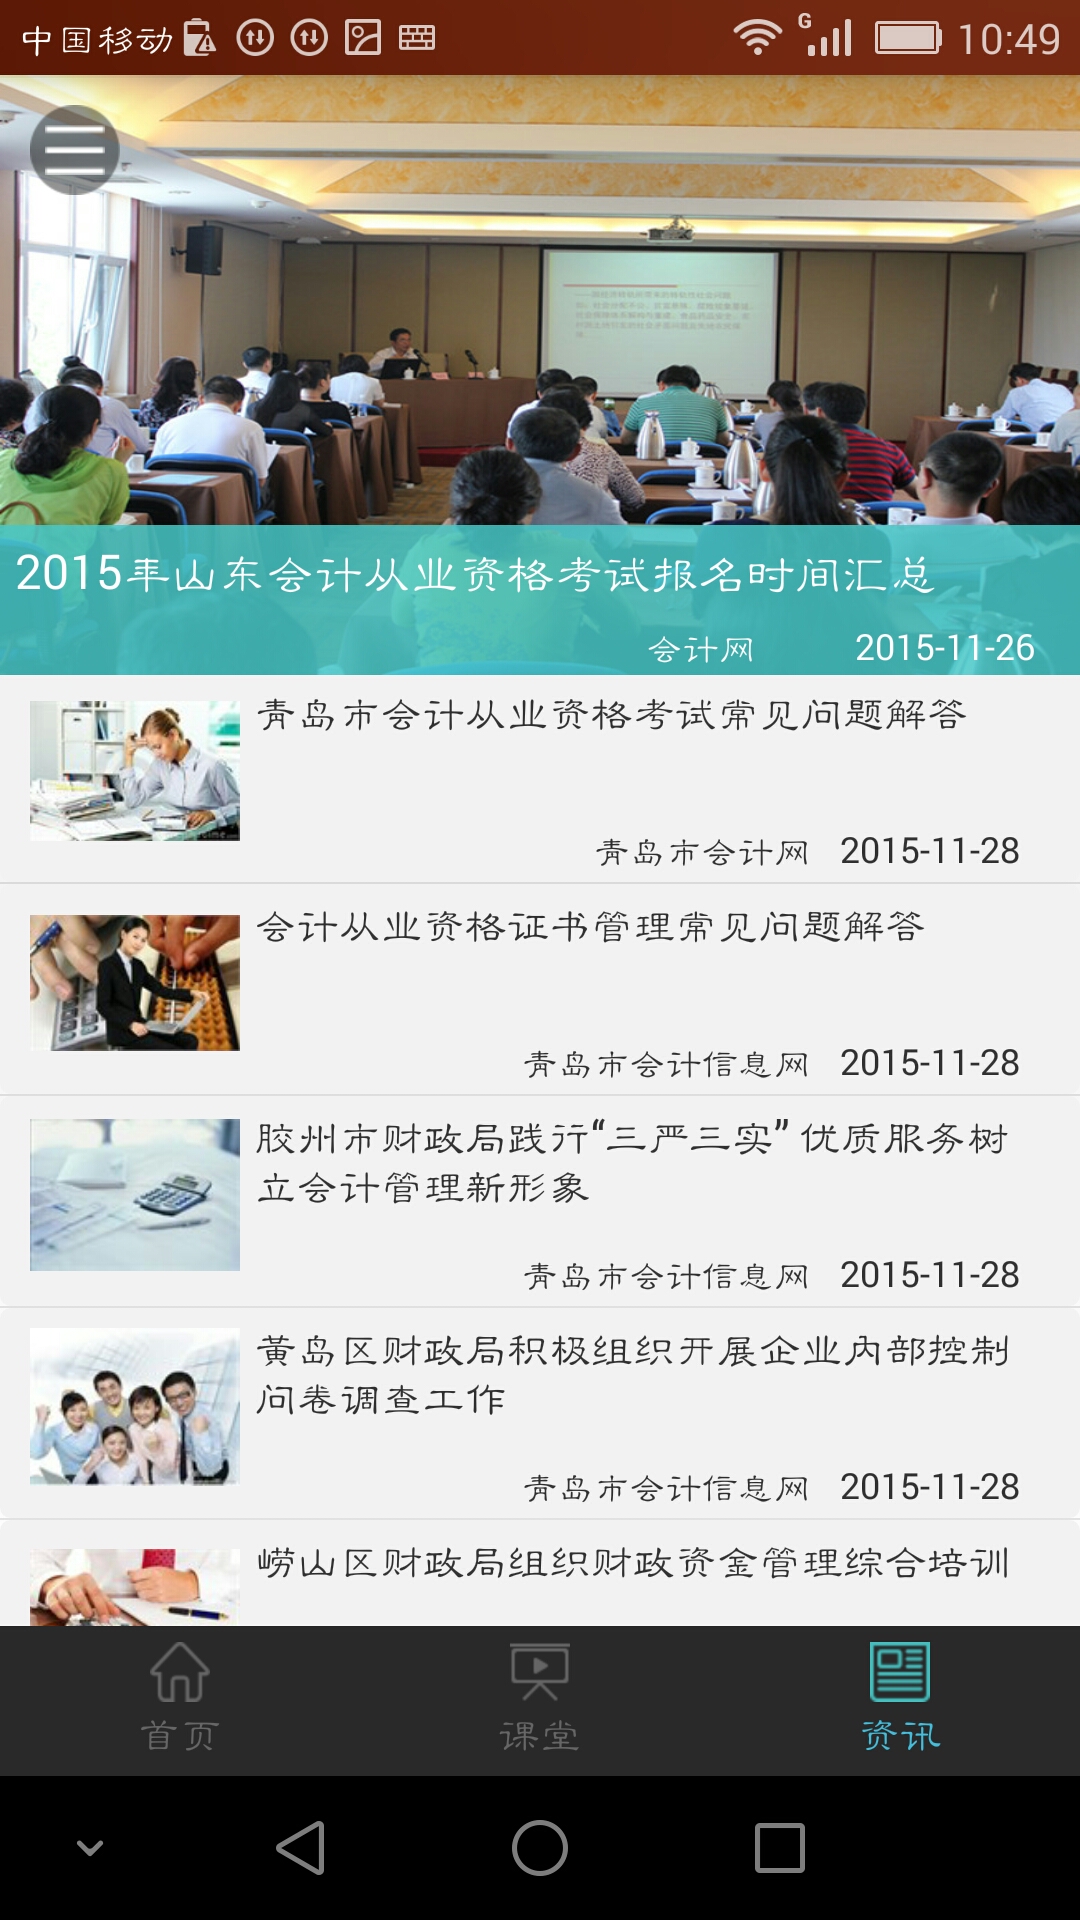 中国移动
G
10:49
2015年山东会计从业资格考试报名时间汇总
会计网 2015-11-26
青岛市会计从业资格考试常见问题解答
青岛市会计网 2015-11-28
会计从业资格证书管理常见问题解答
青岛市会计信息网 2015-11-28
胶州市财政局践行“三严三实” 优质服务树
立会计管理新形象
青岛市会计信息网 2015-11-28
黄岛区财政局积极组织开展企业内部控制
问卷调查工作
青岛市会计信息网 2015-11-28
崂山区财政局组织财政资金管理综合培训
首页
课堂
资讯